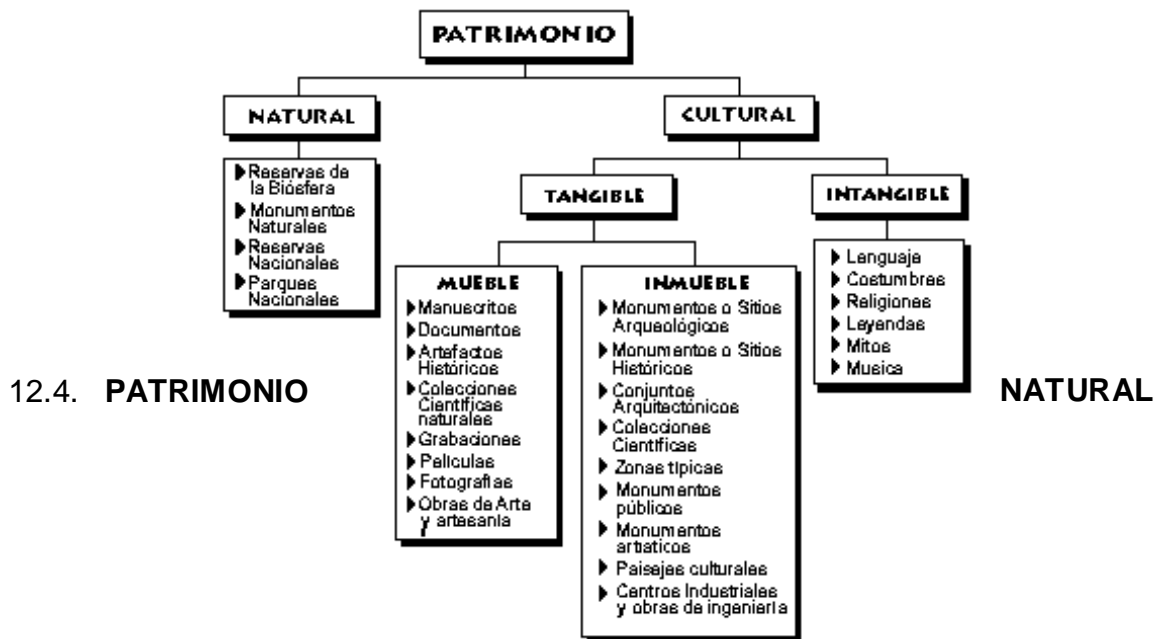 PATRIMONIO
NATURAL
Reservas de
la Biósfera
Monumentos
Naturales
Reservas
Nacionales
Parques
Nacionales
CULTURAL
TANGIBLE
MUEBLE
Manuscritos
Documentos
Artefactos
Históricos
Colecciones
Científicas
naturales
Grabaciones
Películas
Fotografías
Obras de Arte
y artesanía
INMUEBLE
Monumentos o Sitios
Arqueológicos
Monumentos o Sitios
Históricos
Conjuntos
Arquitectónicos
Colecciones
Científicas
Zonas típicas
Monumentos
públicos
Monumentos
artísticos
Paisajes culturales
Centros Industriales
y obras de ingeniería
INTANGIBLE
Lenguaje
Costumbres
Religiones
Leyendas
Mitos
Musica
12.4. PATRIMONIO NATURAL